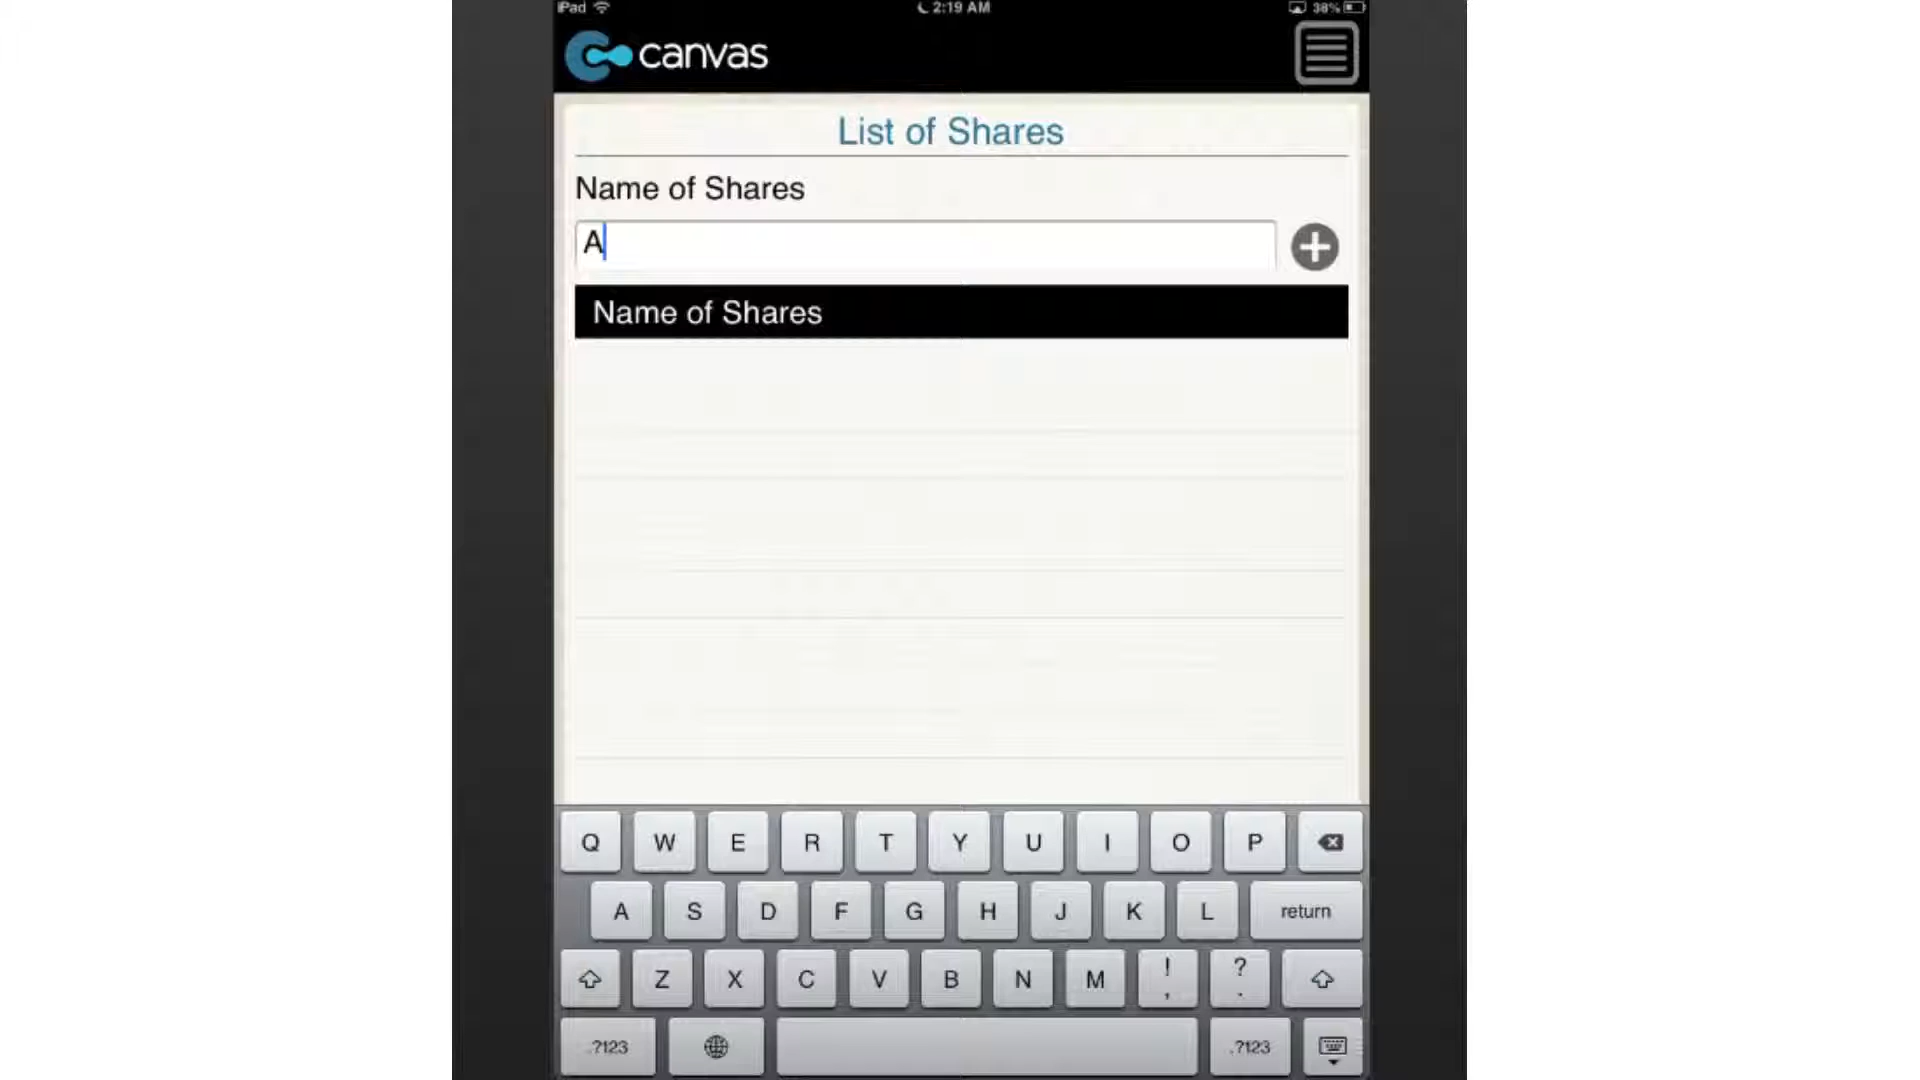 iPad 2:19 AM 38%
canvas
List of Shares
Name of Shares
A
Name of Shares
Q W E R T Y U I O P
A S D F G H J K L return
Z X C V B N M ! , ? .
.?123 .?123